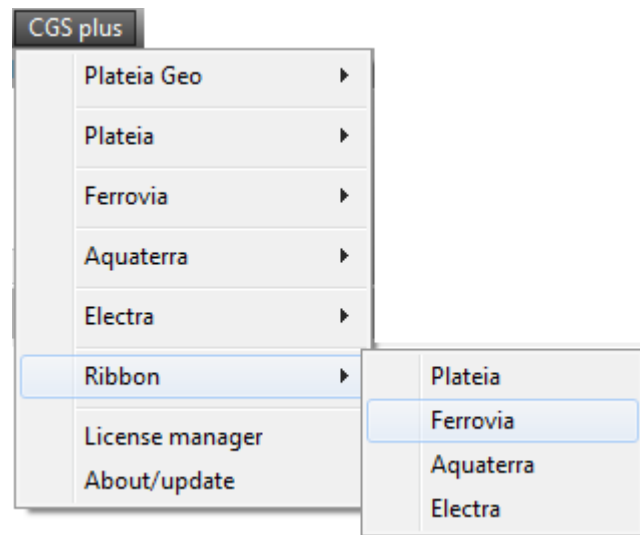 CGS plus
Plateia Geo
Plateia
Ferrovia
Aquaterra
Electra
Ribbon
License manager
About/update
Plateia
Ferrovia
Aquaterra
Electra